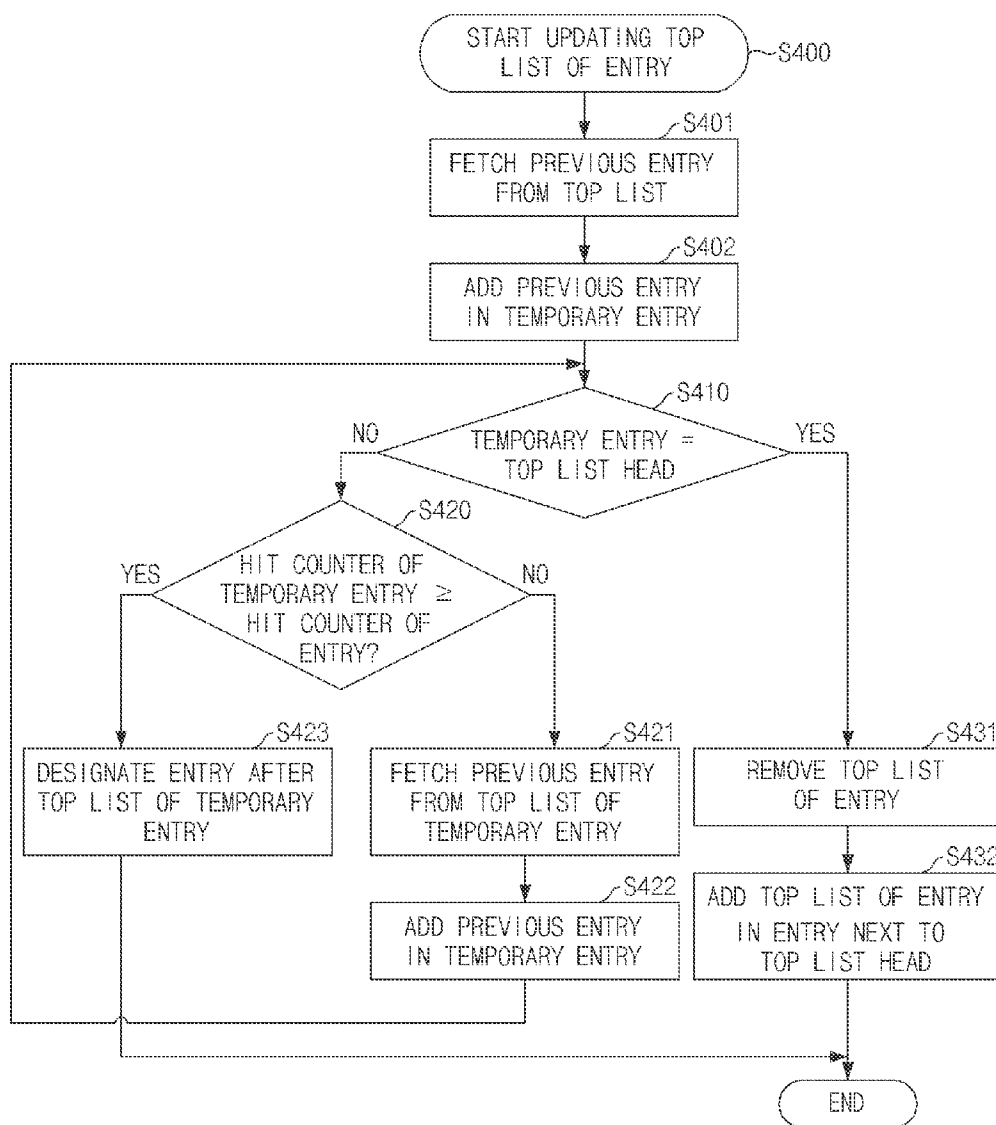 START UPDATING TOP
LIST OF ENTRY
S400
S401
FETCH PREVIOUS ENTRY
FROM TOP LIST
S402
ADD PREVIOUS ENTRY
IN TEMPORARY ENTRY
S410
NO
TEMPORARY ENTRY =
TOP LIST HEAD
YES
S420
YES
HIT COUNTER OF
TEMPORARY ENTRY ≥
HIT COUNTER OF
ENTRY?
NO
S423
DESIGNATE ENTRY AFTER
TOP LIST OF TEMPORARY
ENTRY
S421
FETCH PREVIOUS ENTRY
FROM TOP LIST OF
TEMPORARY ENTRY
S431
REMOVE TOP LIST
OF ENTRY
S422
ADD PREVIOUS ENTRY
IN TEMPORARY ENTRY
S432
ADD TOP LIST OF ENTRY
IN ENTRY NEXT TO
TOP LIST HEAD
END